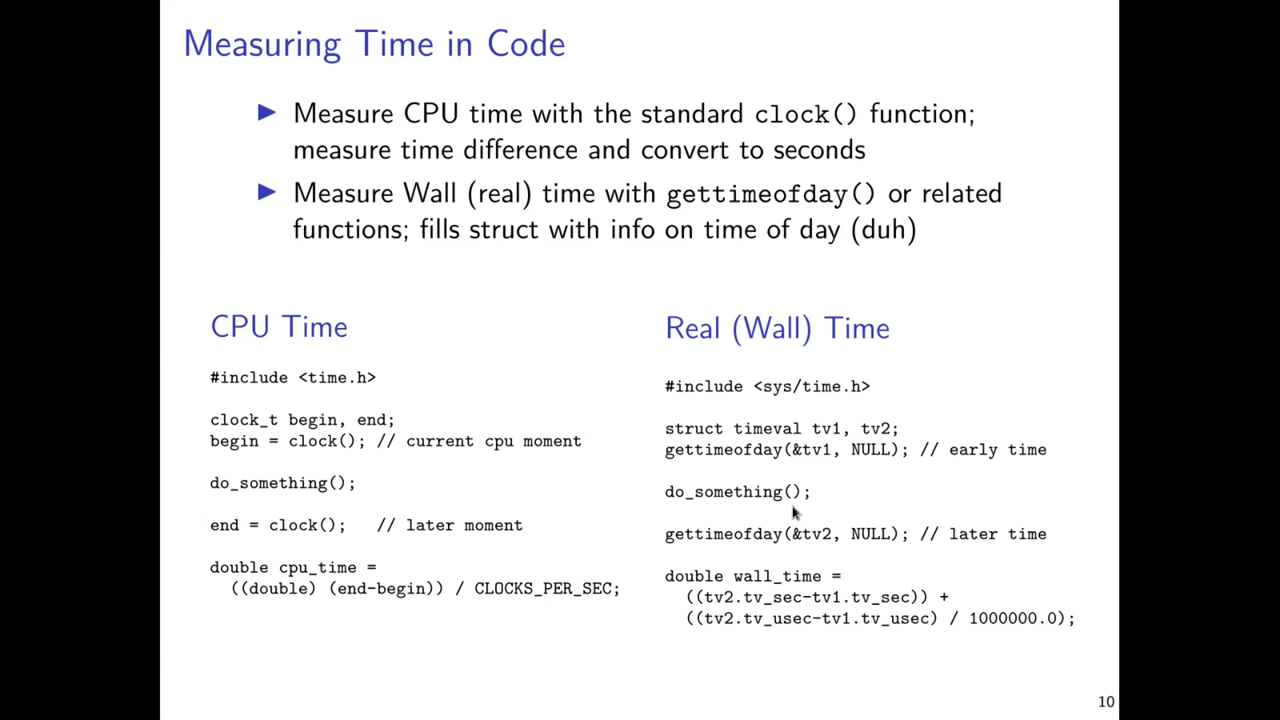 Measuring Time in Code
▶ Measure CPU time with the standard clock() function;
measure time difference and convert to seconds
▶ Measure Wall (real) time with gettimeofday() or related
functions; fills struct with info on time of day (duh)
CPU Time
#include <time.h>
clock_t begin, end;
begin = clock(); // current cpu moment
do_something();
end = clock();   // later moment
double cpu_time =
  ((double) (end-begin)) / CLOCKS_PER_SEC;
Real (Wall) Time
#include <sys/time.h>
struct timeval tv1, tv2;
gettimeofday(&tv1, NULL); // early time
do_something();
gettimeofday(&tv2, NULL); // later time
double wall_time =
  ((tv2.tv_sec-tv1.tv_sec)) +
  ((tv2.tv_usec-tv1.tv_usec) / 1000000.0);
10